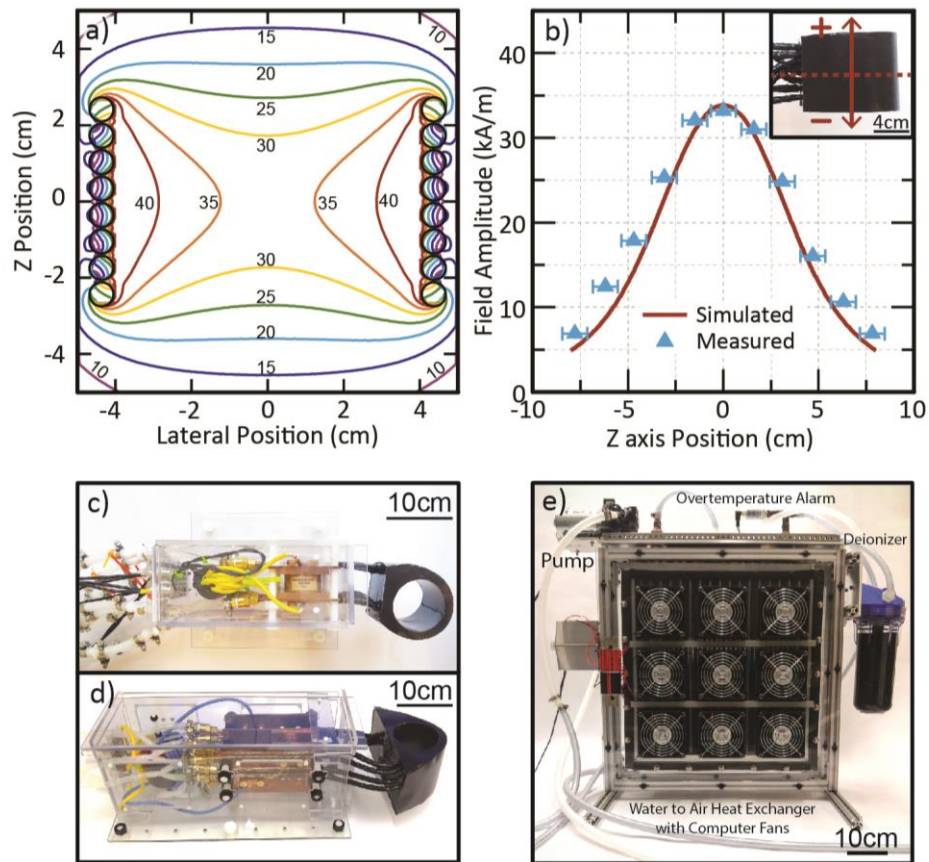 a)
15
10
20
25
30
40
35
35
40
30
25
20
15
10
10
4
2
0
-2
-4
Z Position (cm)
-4
-2
0
2
4
Lateral Position (cm)
b)
40
30
20
10
0
Field Amplitude (kA/m)
+
−
4cm
Simulated
Measured
-10
-5
0
5
10
Z axis Position (cm)
c)
10cm
d)
10cm
e)
Overtemperature Alarm
Deionizer
Pump
Water to Air Heat Exchanger
with Computer Fans
10cm